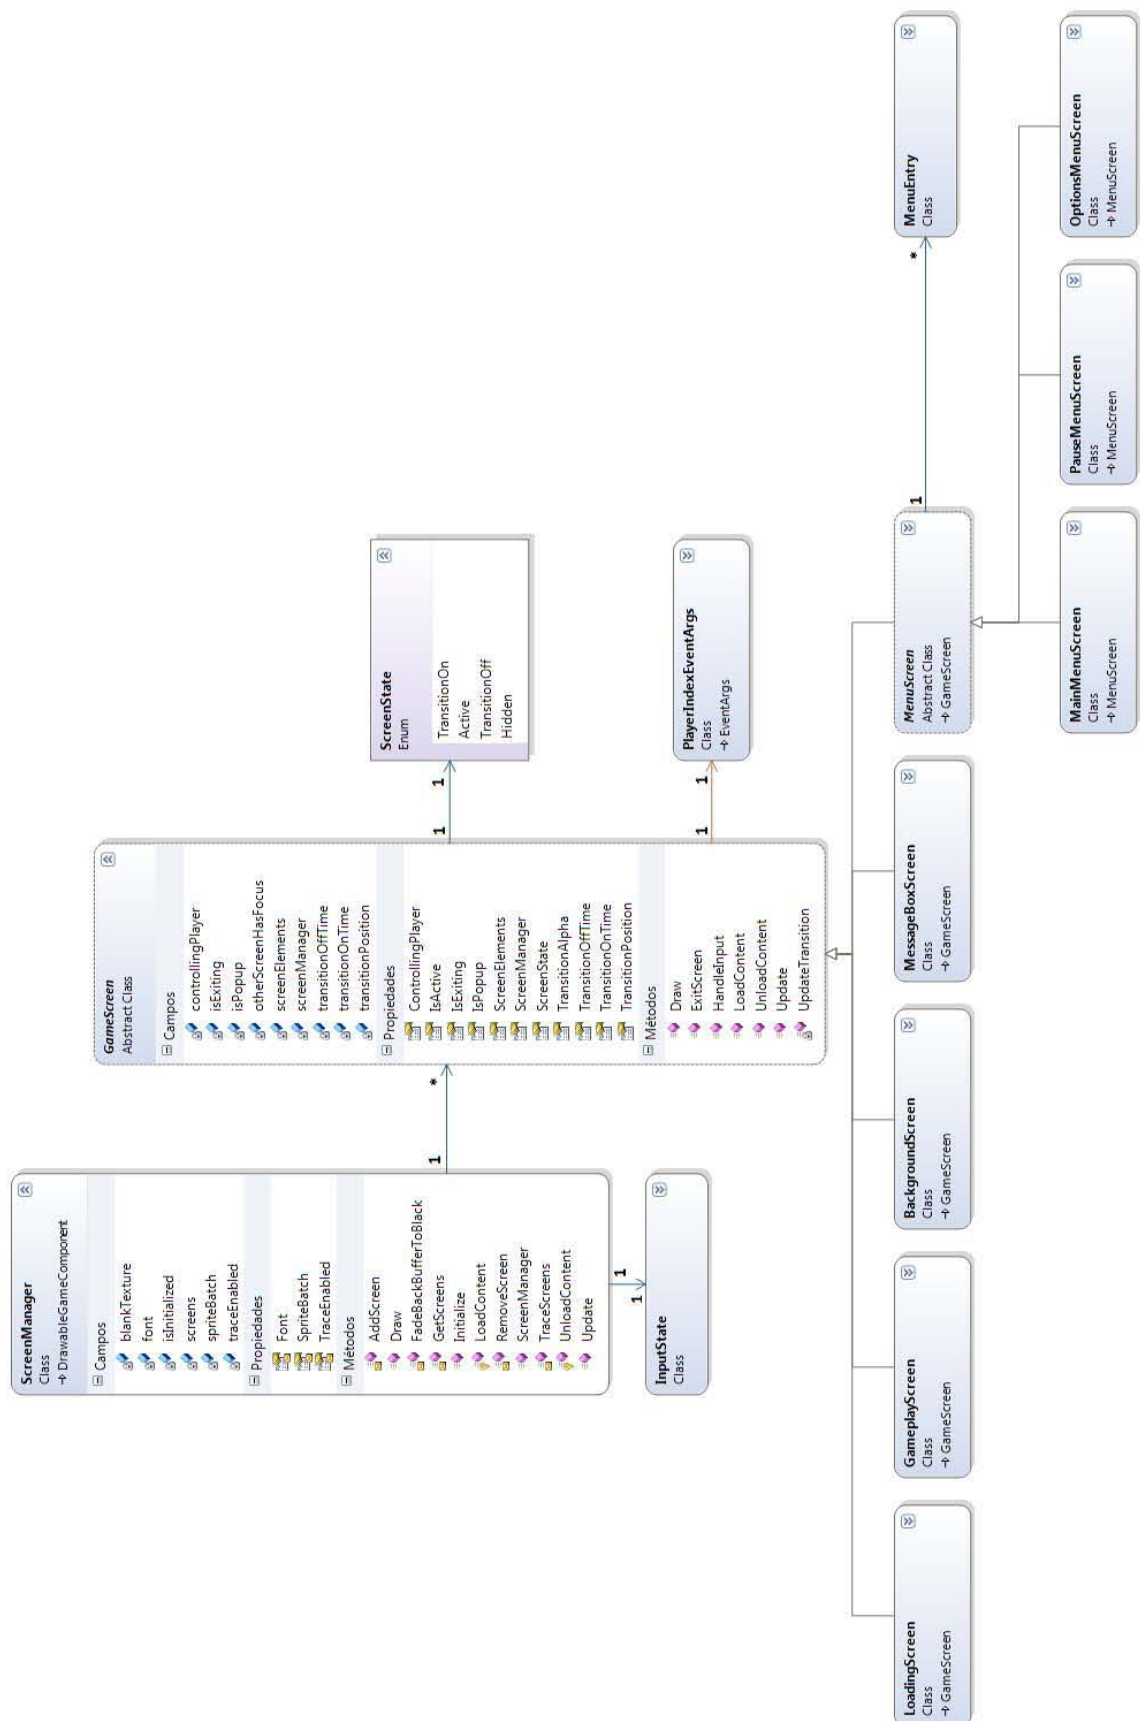 ScreenManager
Class
DrawableGameComponent
Campos
blankTexture
font
isInitialized
screens
spriteBatch
traceEnabled
Propiedades
Font
SpriteBatch
TraceEnabled
Métodos
AddScreen
Draw
FadeBackBufferToBlack
GetScreens
Initialize
LoadContent
RemoveScreen
ScreenManager
TraceScreens
UnloadContent
Update
1
1
InputState
Class
1
*
GameScreen
Abstract Class
Campos
controllingPlayer
isExiting
isPopup
otherScreenHasFocus
screenElements
screenManager
transitionOffTime
transitionOnTime
transitionPosition
Propiedades
ControllingPlayer
IsActive
IsExiting
IsPopup
ScreenElements
ScreenManager
ScreenState
TransitionAlpha
TransitionOffTime
TransitionOnTime
TransitionPosition
Métodos
Draw
ExitScreen
HandleInput
LoadContent
UnloadContent
Update
UpdateTransition
1
1
ScreenState
Enum
TransitionOn
Active
TransitionOff
Hidden
1
1
PlayerIndexEventArgs
Class
EventArgs
LoadingScreen
Class
GameScreen
GameplayScreen
Class
GameScreen
BackgroundScreen
Class
GameScreen
MessageBoxScreen
Class
GameScreen
MenuScreen
Abstract Class
GameScreen
1
*
MenuEntry
Class
MainMenuScreen
Class
MenuScreen
PauseMenuScreen
Class
MenuScreen
OptionsMenuScreen
Class
MenuScreen